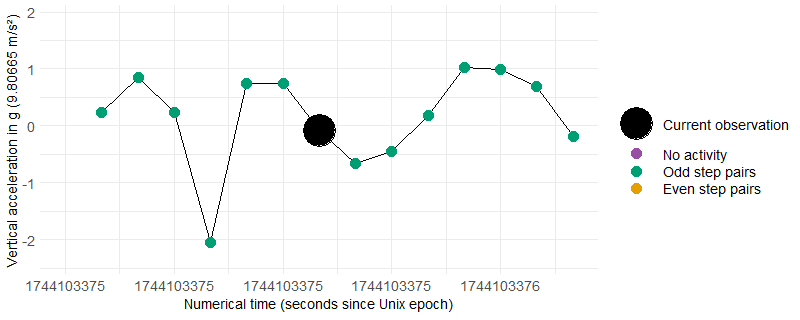 Vertical acceleration in g (9.80665 m/s²)
2
1
0
-1
-2
1744103375 1744103375 1744103375 1744103375 1744103376
Numerical time (seconds since Unix epoch)
Current observation
No activity
Odd step pairs
Even step pairs